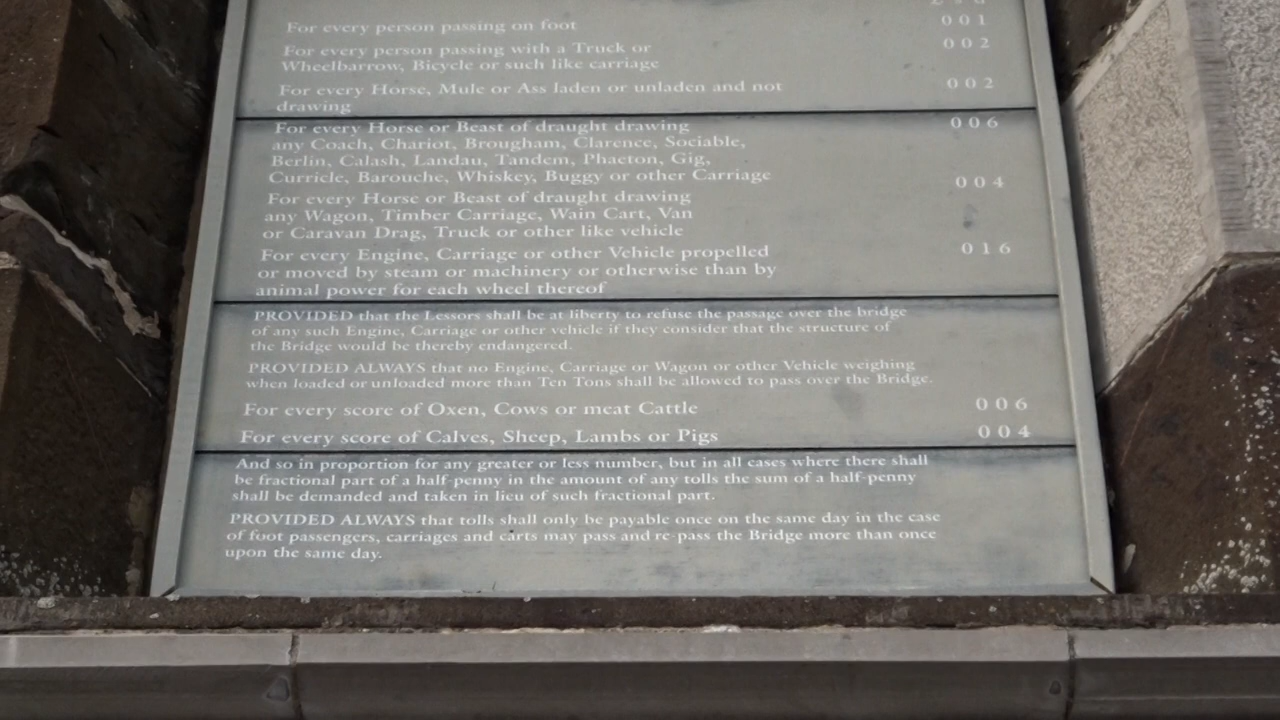 £ s d
For every person passing on foot 0 0 1
For every person passing with a Truck or 0 0 2
Wheelbarrow, Bicycle or such like carriage
For every Horse, Mule or Ass laden or unladen and not 0 0 2
drawing
For every Horse or Beast of draught drawing 0 0 6
any Coach, Chariot, Brougham, Clarence, Sociable,
Berlin, Calash, Landau, Tandem, Phaeton, Gig,
Curricle, Barouche, Whiskey, Buggy or other Carriage
For every Horse or Beast of draught drawing 0 0 4
any Wagon, Timber Carriage, Wain Cart, Van
or Caravan Drag, Truck or other like vehicle
For every Engine, Carriage or other Vehicle propelled 0 1 6
or moved by steam or machinery or otherwise than by
animal power for each wheel thereof
PROVIDED that the Lessors shall be at liberty to refuse the passage over the bridge
of any such Engine, Carriage or other vehicle if they consider that the structure of
the Bridge would be thereby endangered.
PROVIDED ALWAYS that no Engine, Carriage or Wagon or other Vehicle weighing
when loaded or unloaded more than Ten Tons shall be allowed to pass over the Bridge.
For every score of Oxen, Cows or meat Cattle 0 0 6
For every score of Calves, Sheep, Lambs or Pigs 0 0 4
And so in proportion for any greater or less number, but in all cases where there shall
be fractional part of a half-penny in the amount of any tolls the sum of a half-penny
shall be demanded and taken in lieu of such fractional part.
PROVIDED ALWAYS that tolls shall only be payable once on the same day in the case
of foot passengers, carriages and carts may pass and re-pass the Bridge more than once
upon the same day.